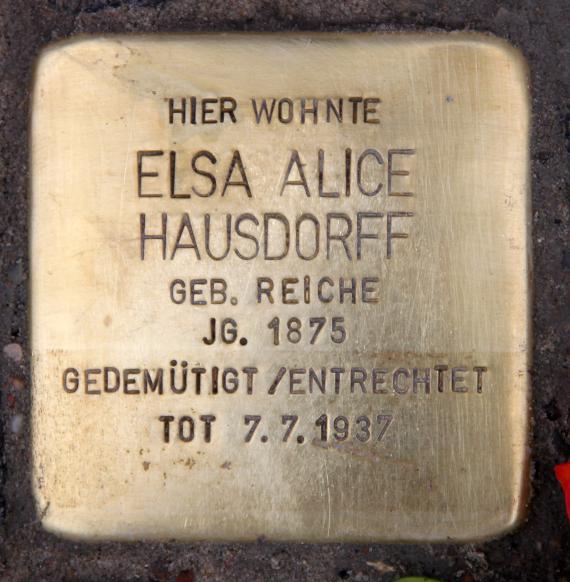 HIER WOHNTE
ELSA ALICE
HAUSDORFF
GEB. REICHE
JG. 1875
GEDEMÜTIGT/ENTRECHTET
TOT 7.7.1937